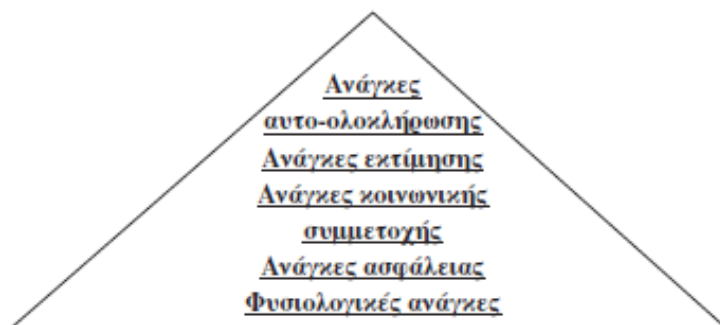 Ανάγκες
αυτο-ολοκλήρωσης
Ανάγκες εκτίμησης
Ανάγκες κοινωνικής
συμμετοχής
Ανάγκες ασφάλειας
Φυσιολογικές ανάγκες